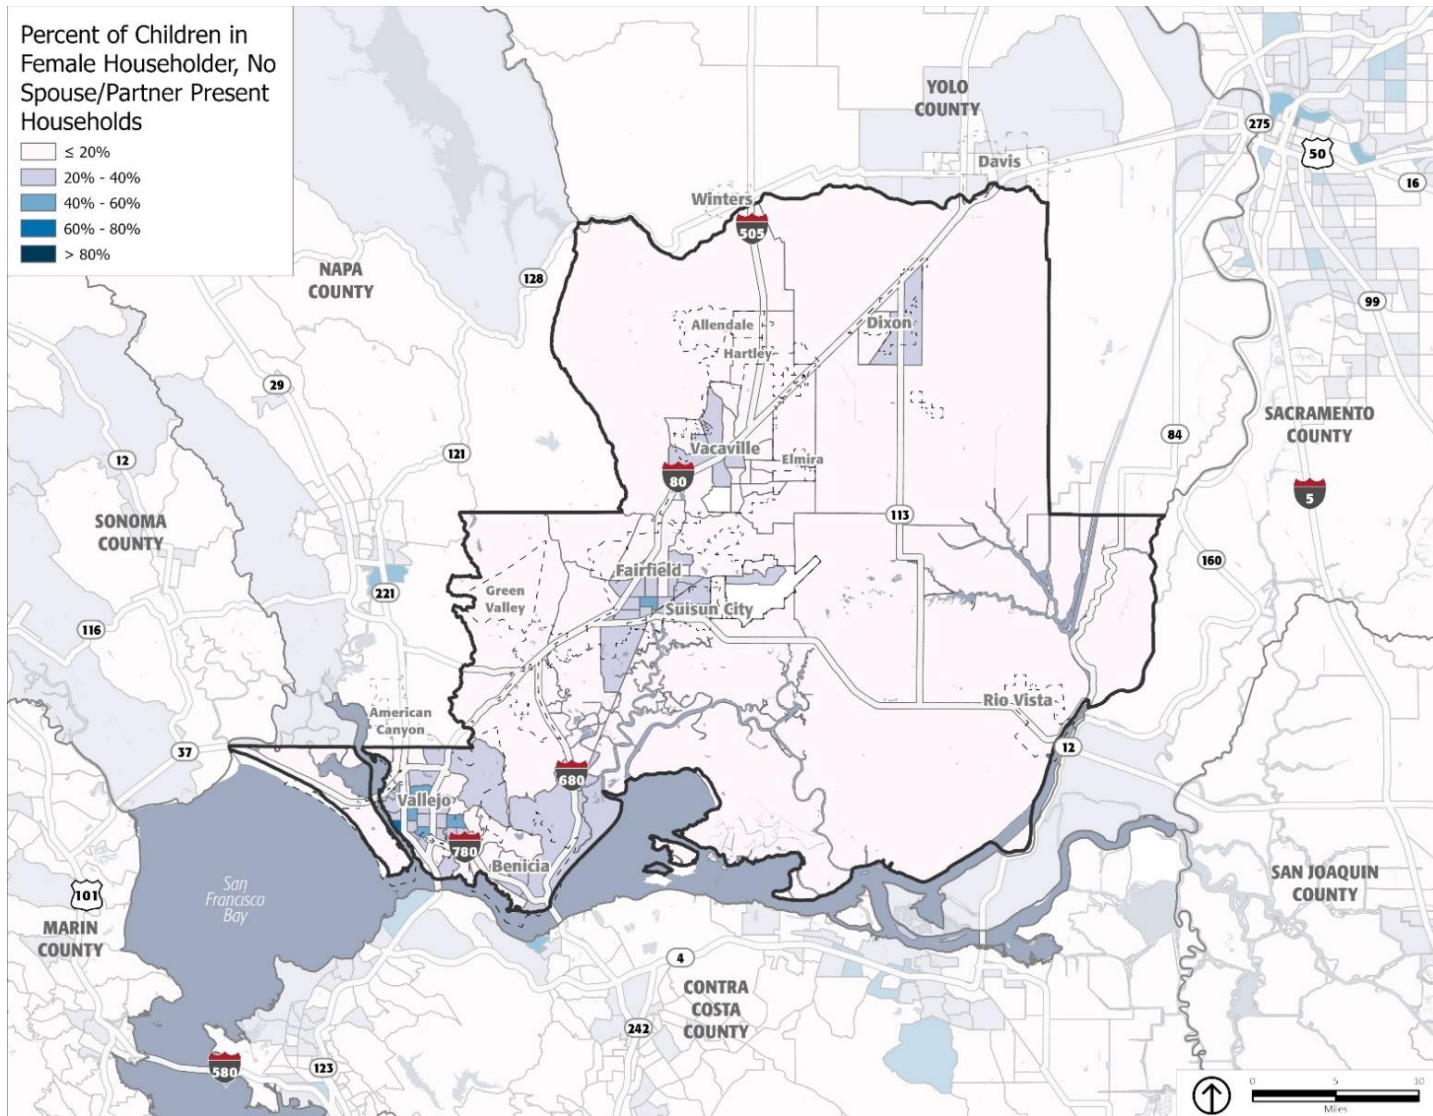 Percent of Children in
Female Householder, No
Spouse/Partner Present
Households
≤ 20%
20% - 40%
40% - 60%
60% - 80%
> 80%
YOLO
COUNTY
275
50
Davis
16
Winters
505
NAPA
COUNTY
128
99
Allendale
Dixon
Hartley
29
SACRAMENTO
COUNTY
84
12
121
Vacaville
Elmira
80
5
SONOMA
COUNTY
113
160
Fairfield
221
Green
Valley
Suisun City
116
Rio Vista
American
Canyon
37
12
680
Vallejo
780
Benicia
San
Francisco
Bay
101
MARIN
COUNTY
SAN JOAQUIN
COUNTY
4
CONTRA
COSTA
COUNTY
242
580
123
0 5 10
Miles